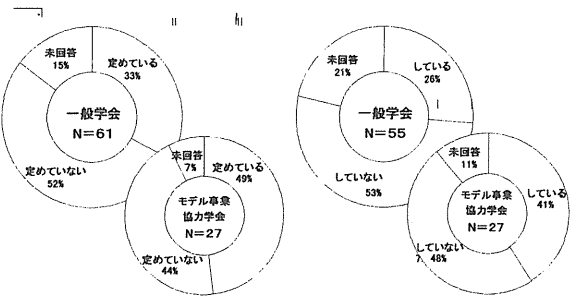 未回答
15%
定めている
33%
一般学会
N=61
定めていない
52%
未回答
7%
定めている
49%
モデル事業
協力学会
N=27
定めていない
44%
未回答
21%
している
26%
一般学会
N=55
していない
53%
未回答
11%
している
41%
モデル事業
協力学会
N=27
していない
48%